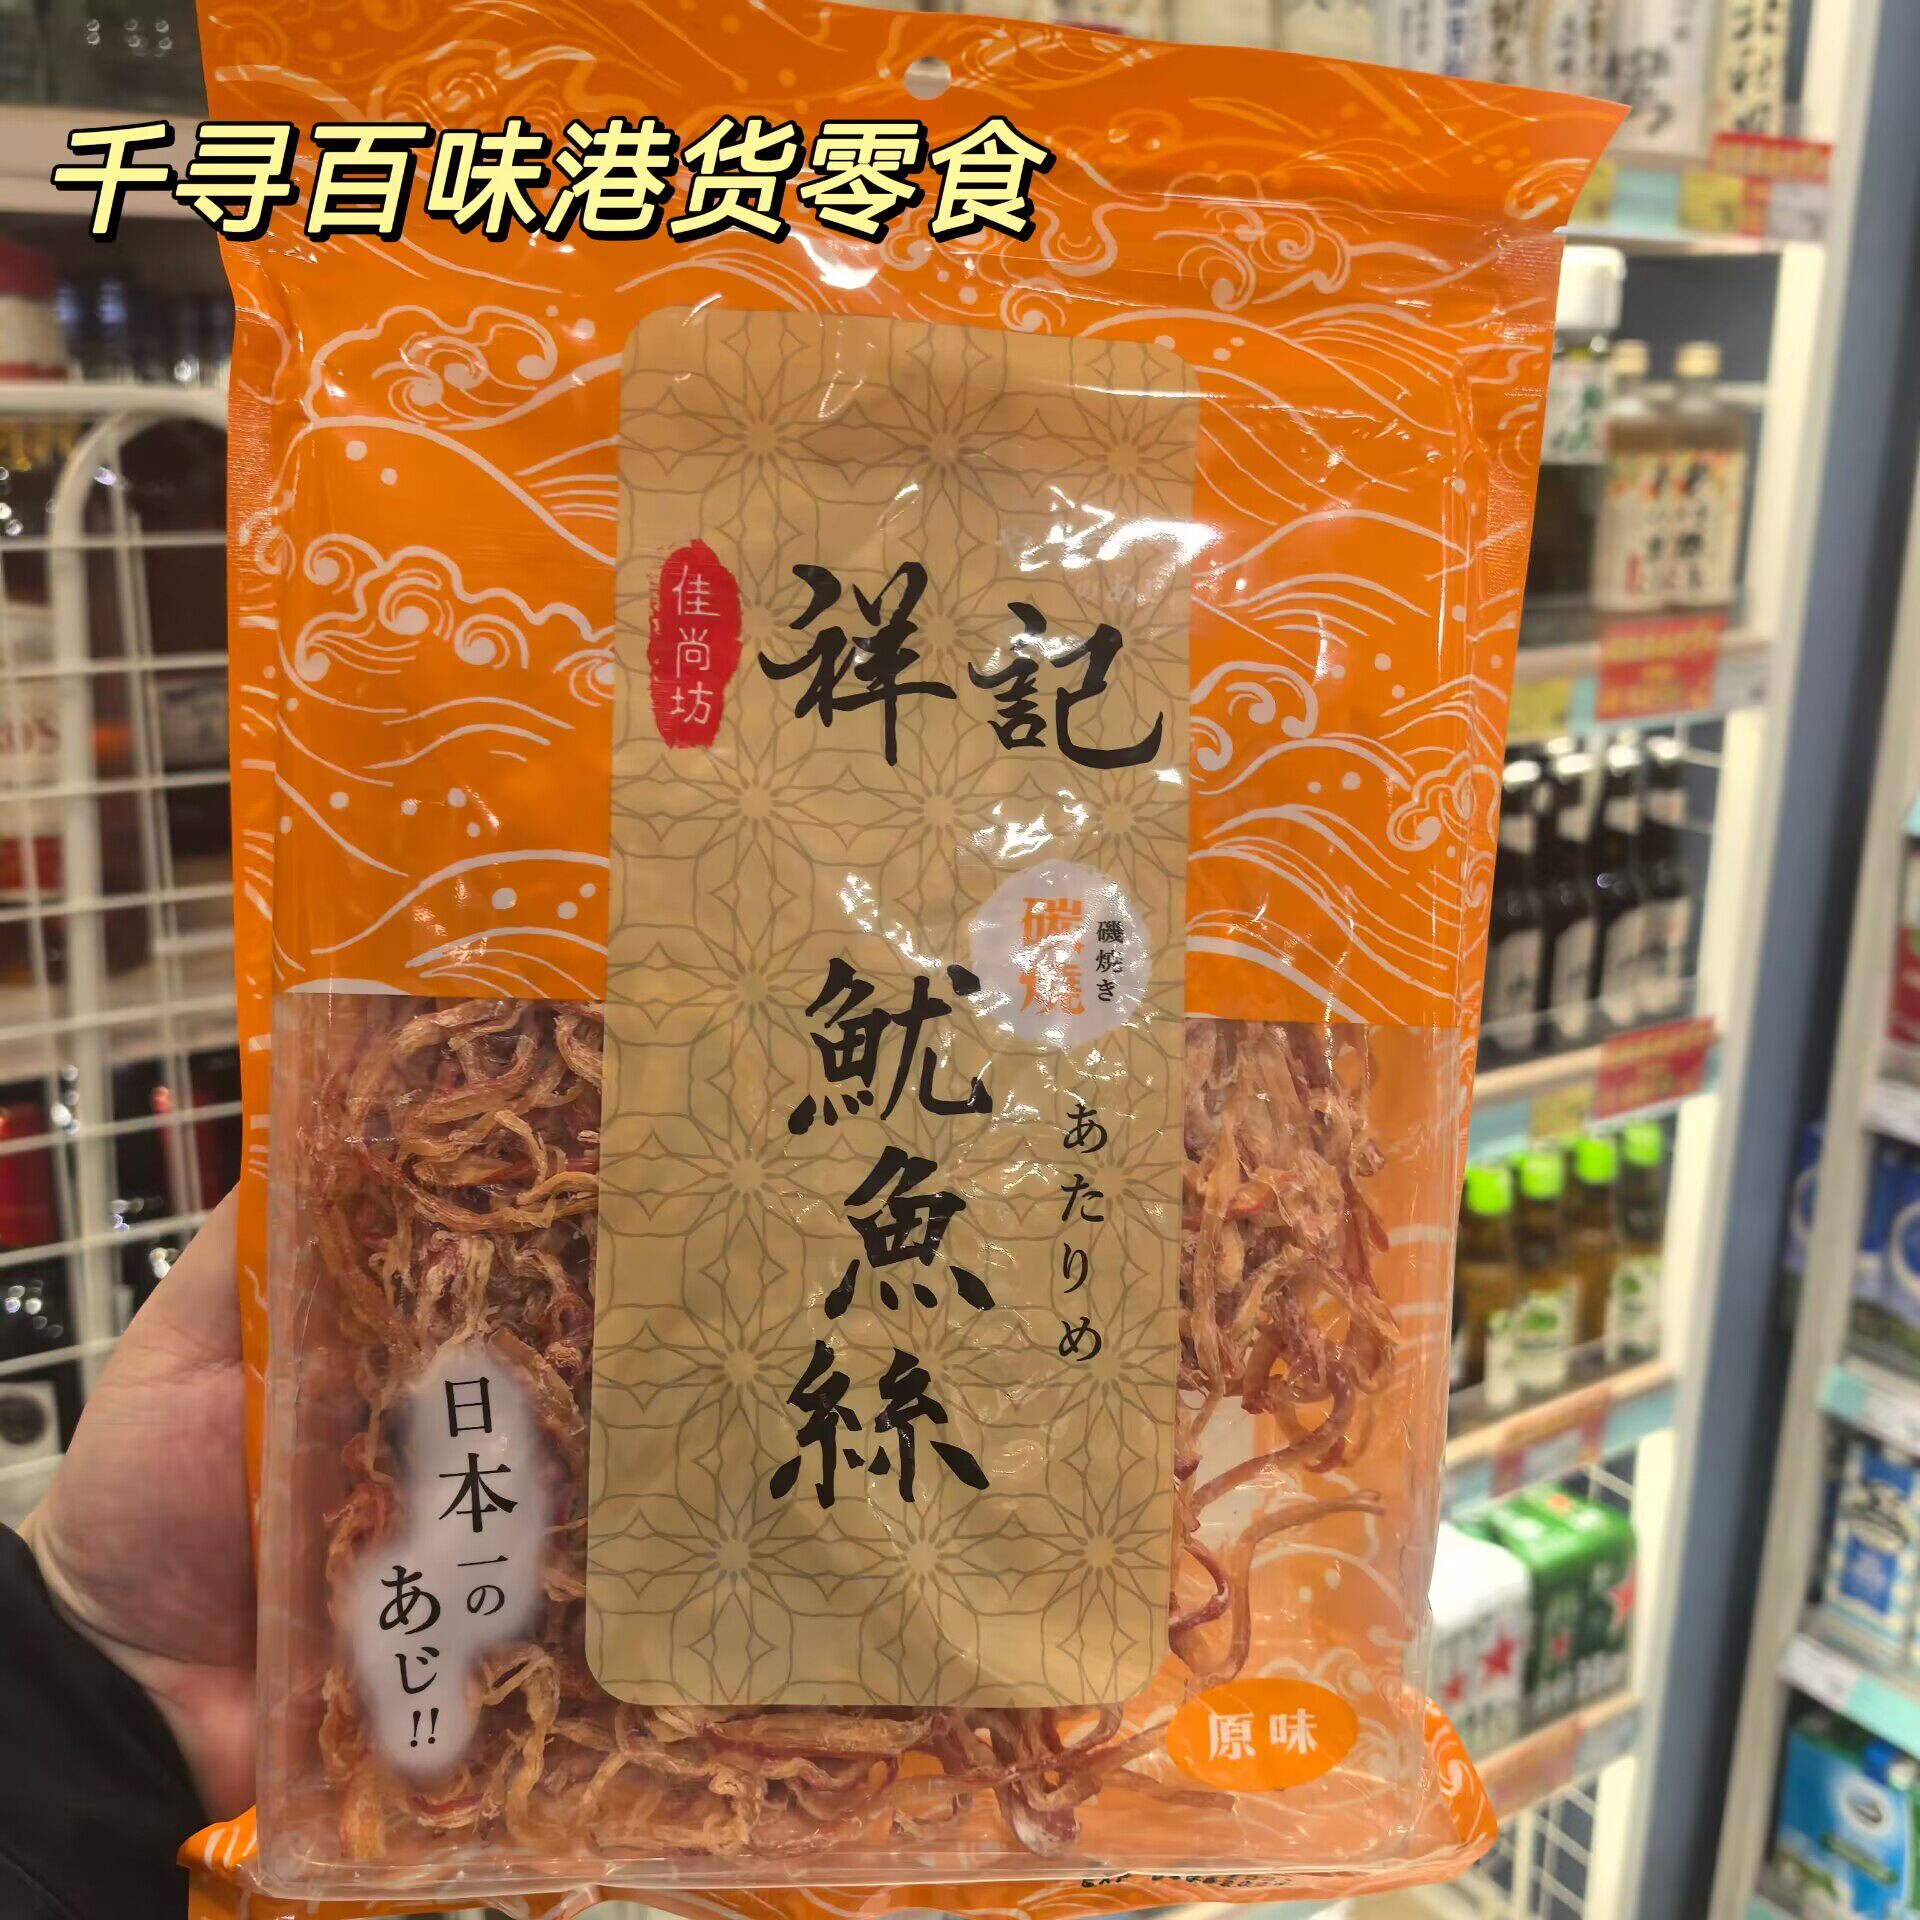 千寻百味港货零食
佳尚坊
祥記
碳燒
磯焼き
魷魚絲
あたりめ
日本一の
あじ!!
原味